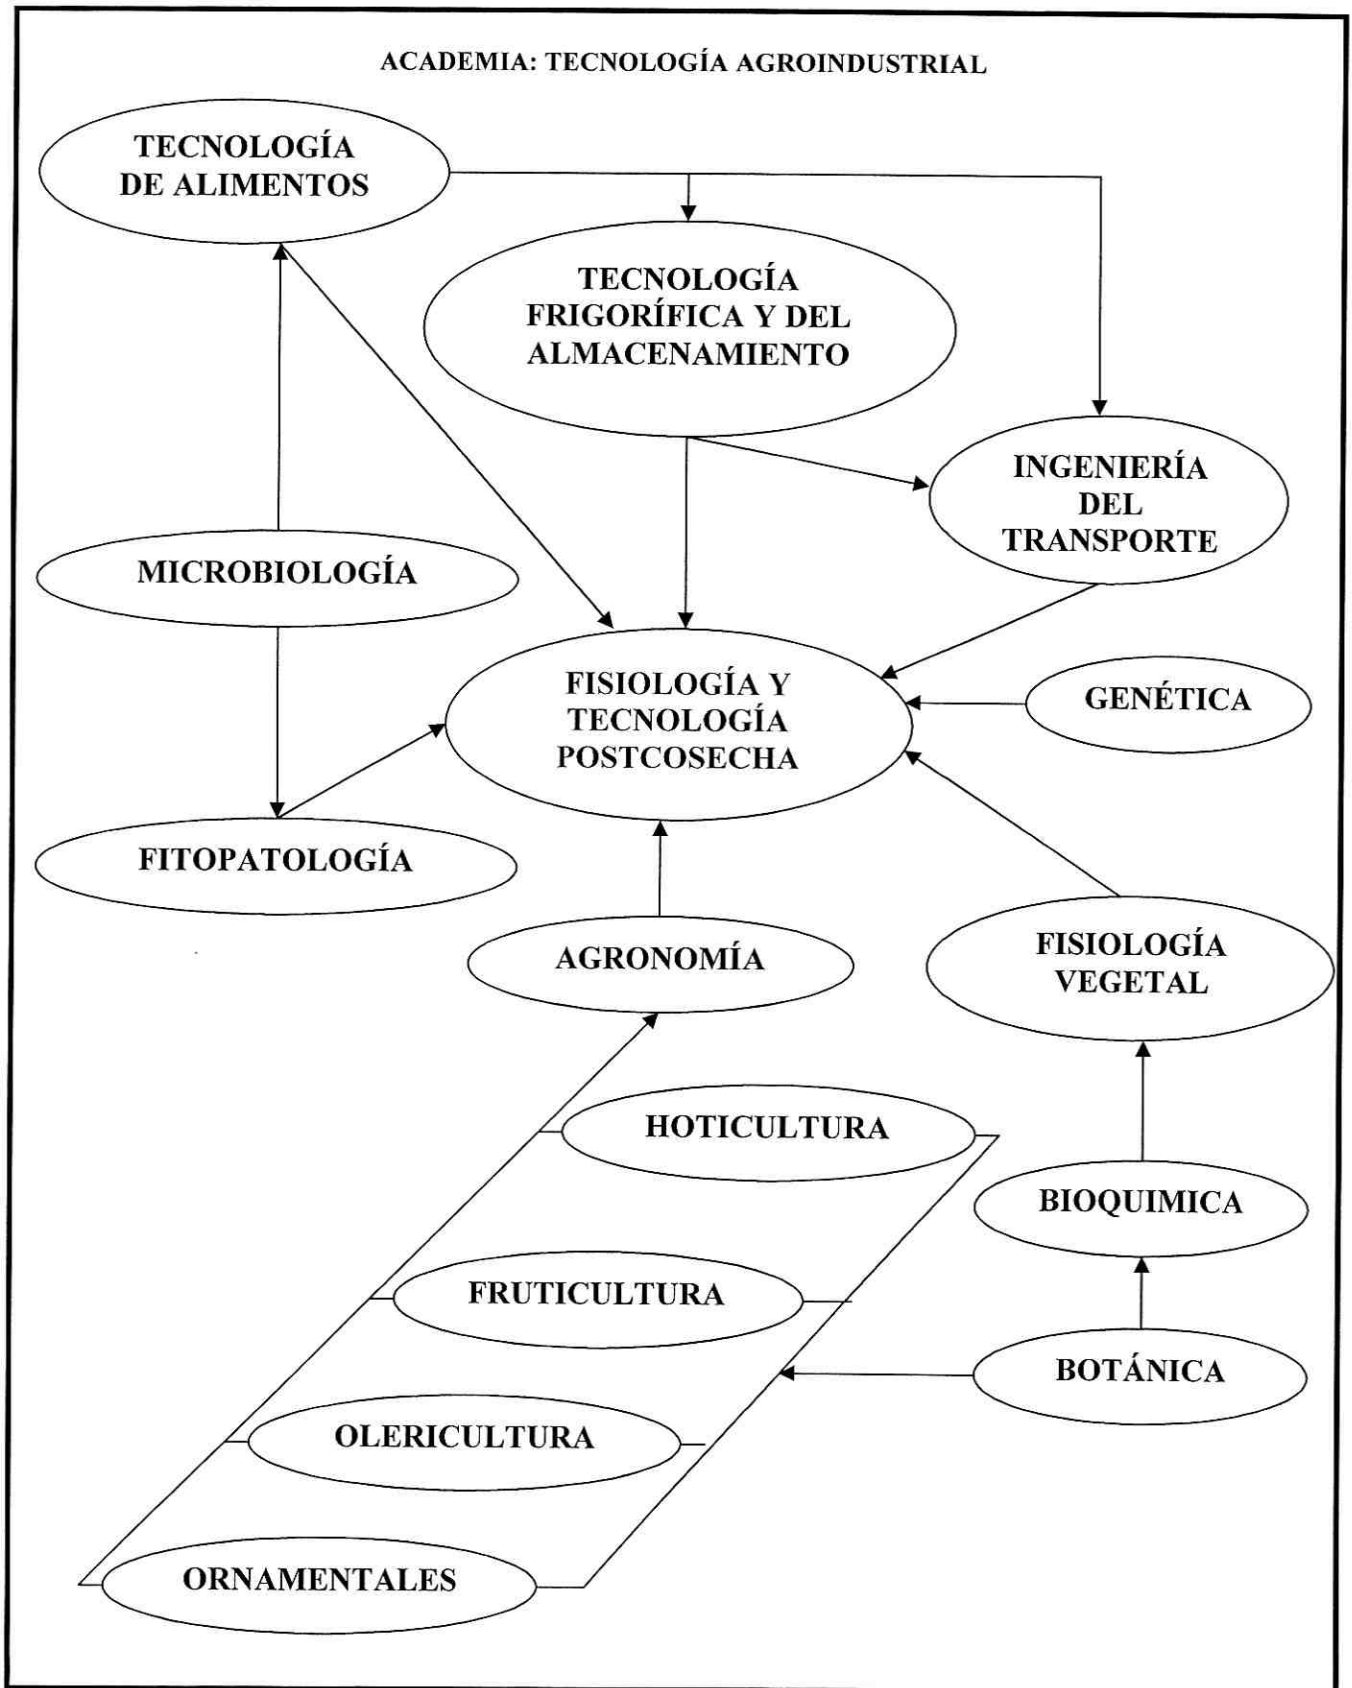 ACADEMIA: TECNOLOGÍA AGROINDUSTRIAL
TECNOLOGÍA
DE ALIMENTOS
TECNOLOGÍA
FRIGORÍFICA Y DEL
ALMACENAMIENTO
INGENIERÍA
DEL
TRANSPORTE
MICROBIOLOGÍA
FISIOLOGÍA Y
TECNOLOGÍA
POSTCOSECHA
GENÉTICA
FITOPATOLOGÍA
AGRONOMÍA
FISIOLOGÍA
VEGETAL
HOTICULTURA
BIOQUIMICA
FRUTICULTURA
BOTÁNICA
OLERICULTURA
ORNAMENTALES